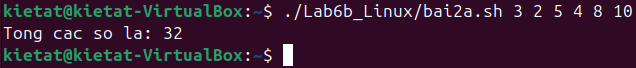 kietat@kietat-VirtualBox:~$ ./Lab6b_Linux/bai2a.sh 3 2 5 4 8 10
Tong cac so la: 32
kietat@kietat-VirtualBox:~$